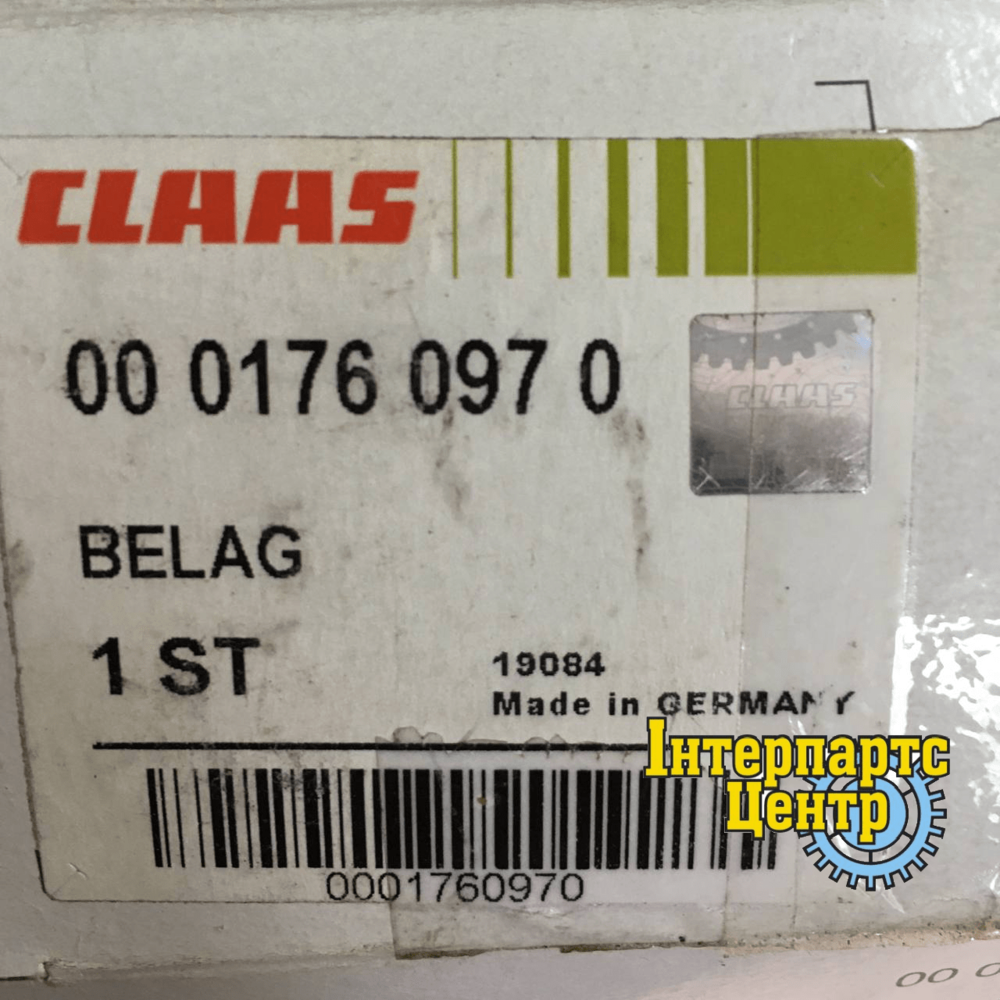 CLAAS
00 0176 097 0
CLAAS
BELAG
1 ST
19084
Made in GERMANY
Інтерпартс
Центр
0001760970